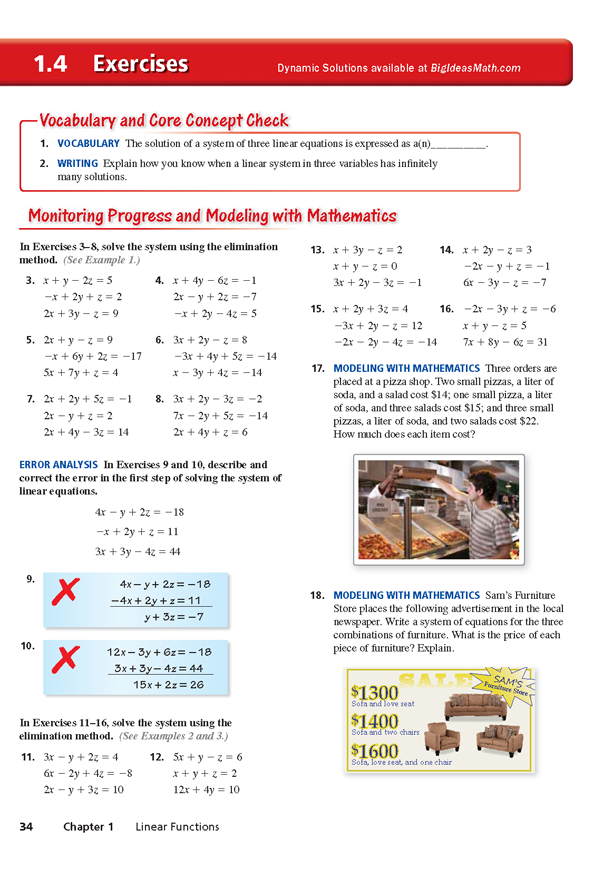 1.4 Exercises
Dynamic Solutions available at BigIdeasMath.com
Vocabulary and Core Concept Check
1. VOCABULARY The solution of a system of three linear equations is expressed as a(n)__________.
2. WRITING Explain how you know when a linear system in three variables has infinitely
many solutions.
Monitoring Progress and Modeling with Mathematics
In Exercises 3–8, solve the system using the elimination
method. (See Example 1.)
3. x + y − 2z = 5
−x + 2y + z = 2
2x + 3y − z = 9
4. x + 4y − 6z = −1
2x − y + 2z = −7
−x + 2y − 4z = 5
5. 2x + y − z = 9
−x + 6y + 2z = −17
5x + 7y + z = 4
6. 3x + 2y − z = 8
−3x + 4y + 5z = −14
x − 3y + 4z = −14
7. 2x + 2y + 5z = −1
2x − y + z = 2
2x + 4y − 3z = 14
8. 3x + 2y − 3z = −2
7x − 2y + 5z = −14
2x + 4y + z = 6
ERROR ANALYSIS In Exercises 9 and 10, describe and
correct the error in the first step of solving the system of
linear equations.
4x − y + 2z = −18
−x + 2y + z = 11
3x + 3y − 4z = 44
9.
4x − y + 2z = −18
−4x + 2y + z = 11
y + 3z = −7
10.
12x − 3y + 6z = −18
3x + 3y − 4z = 44
15x + 2z = 26
In Exercises 11–16, solve the system using the
elimination method. (See Examples 2 and 3.)
11. 3x − y + 2z = 4
6x − 2y + 4z = −8
2x − y + 3z = 10
12. 5x + y − z = 6
x + y + z = 2
12x + 4y = 10
13. x + 3y − z = 2
x + y − z = 0
3x + 2y − 3z = −1
14. x + 2y − z = 3
−2x − y + z = −1
6x − 3y − z = −7
15. x + 2y + 3z = 4
−3x + 2y − z = 12
−2x − 2y − 4z = −14
16. −2x − 3y + z = −6
x + y − z = 5
7x + 8y − 6z = 31
17. MODELING WITH MATHEMATICS Three orders are
placed at a pizza shop. Two small pizzas, a liter of
soda, and a salad cost $14; one small pizza, a liter
of soda, and three salads cost $15; and three small
pizzas, a liter of soda, and two salads cost $22.
How much does each item cost?
18. MODELING WITH MATHEMATICS Sam's Furniture
Store places the following advertisement in the local
newspaper. Write a system of equations for the three
combinations of furniture. What is the price of each
piece of furniture? Explain.
SALE
SAM'S
Furniture Store
$1300
Sofa and love seat
$1400
Sofa and two chairs
$1600
Sofa, love seat, and one chair
34 Chapter 1 Linear Functions